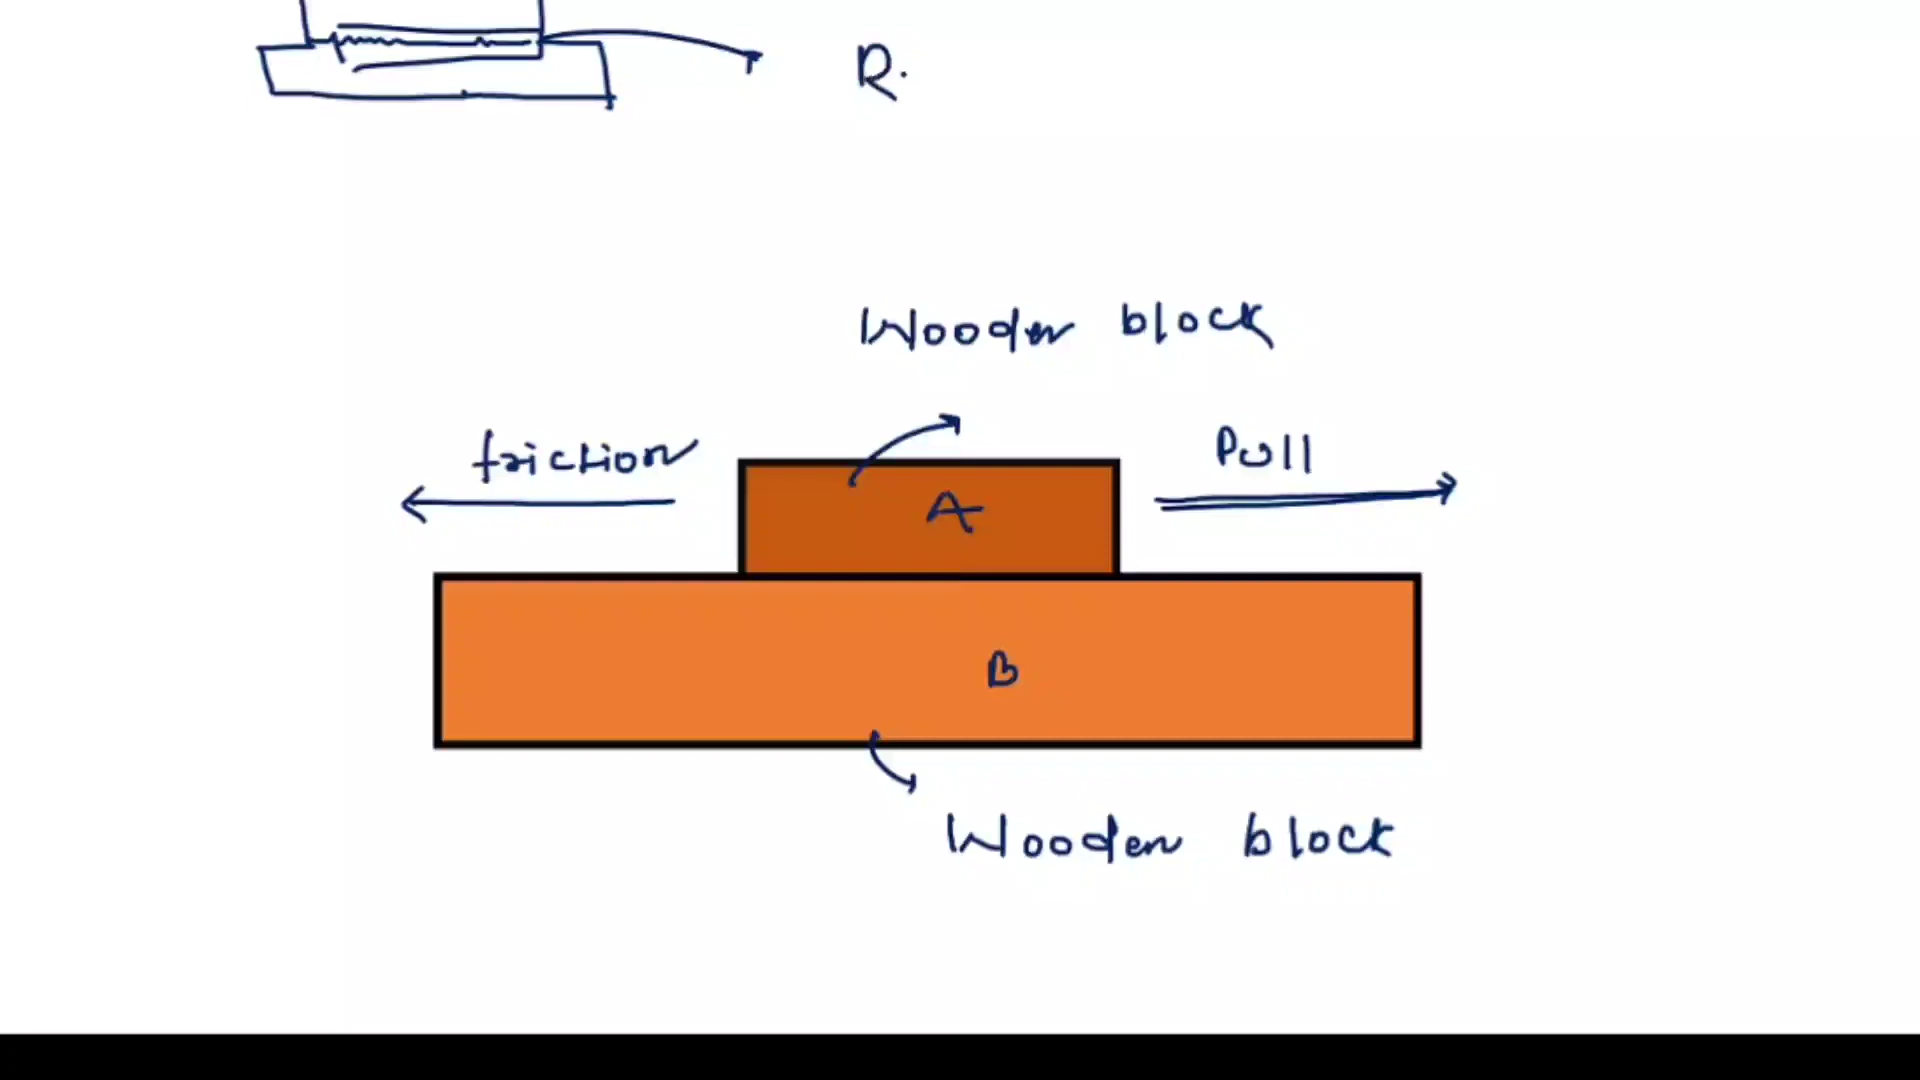 R.
Wooden block
friction
Pull
A
B
Wooden block